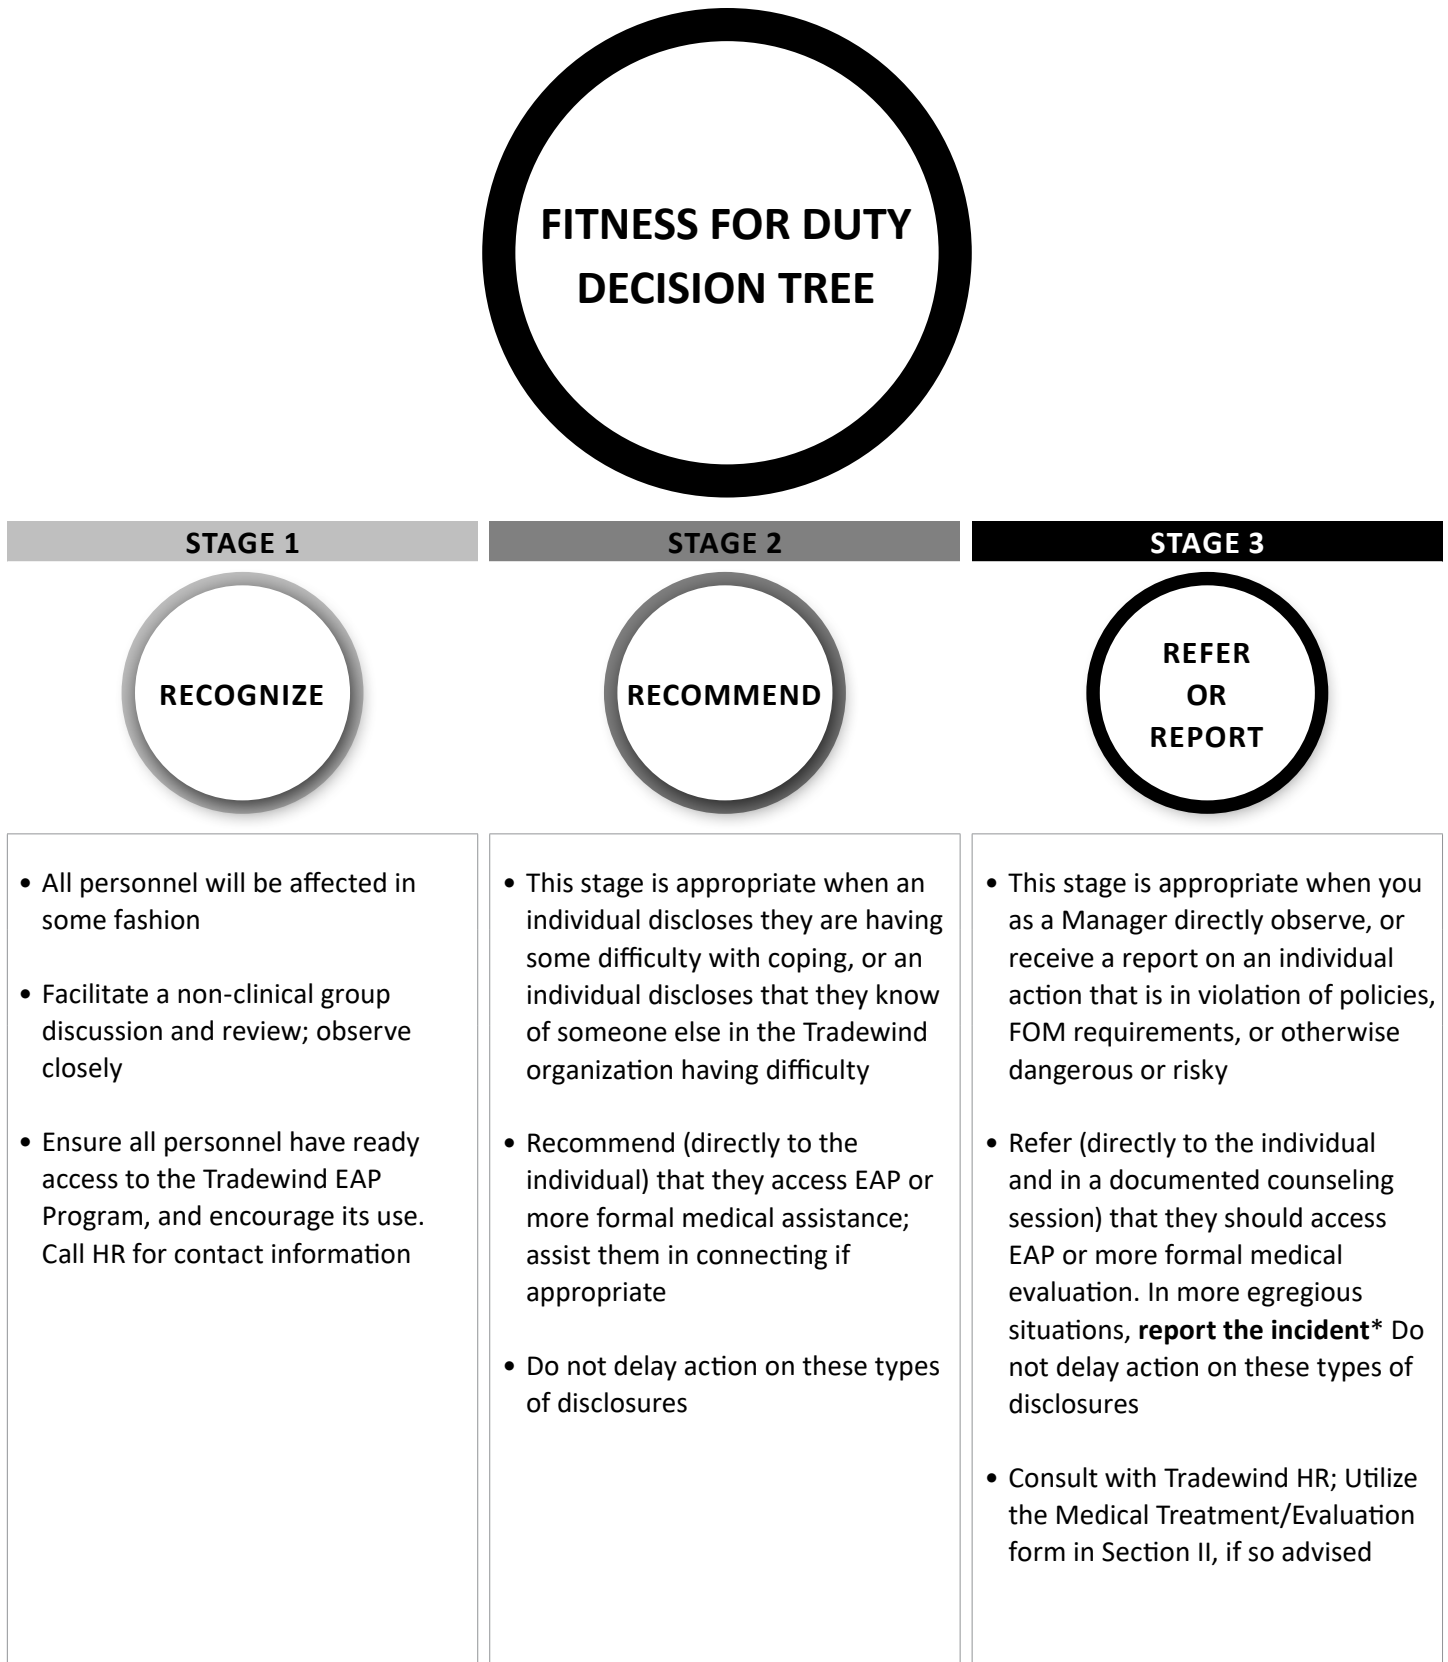 FITNESS FOR DUTY
DECISION TREE
STAGE 1
RECOGNIZE
• All personnel will be affected in
some fashion
• Facilitate a non-clinical group
discussion and review; observe
closely
• Ensure all personnel have ready
access to the Tradewind EAP
Program, and encourage its use.
Call HR for contact information
STAGE 2
RECOMMEND
• This stage is appropriate when an
individual discloses they are having
some difficulty with coping, or an
individual discloses that they know
of someone else in the Tradewind
organization having difficulty
• Recommend (directly to the
individual) that they access EAP or
more formal medical assistance;
assist them in connecting if
appropriate
• Do not delay action on these types
of disclosures
STAGE 3
REFER
OR
REPORT
• This stage is appropriate when you
as a Manager directly observe, or
receive a report on an individual
action that is in violation of policies,
FOM requirements, or otherwise
dangerous or risky
• Refer (directly to the individual
and in a documented counseling
session) that they should access
EAP or more formal medical
evaluation. In more egregious
situations, report the incident* Do
not delay action on these types of
disclosures
• Consult with Tradewind HR; Utilize
the Medical Treatment/Evaluation
form in Section II, if so advised